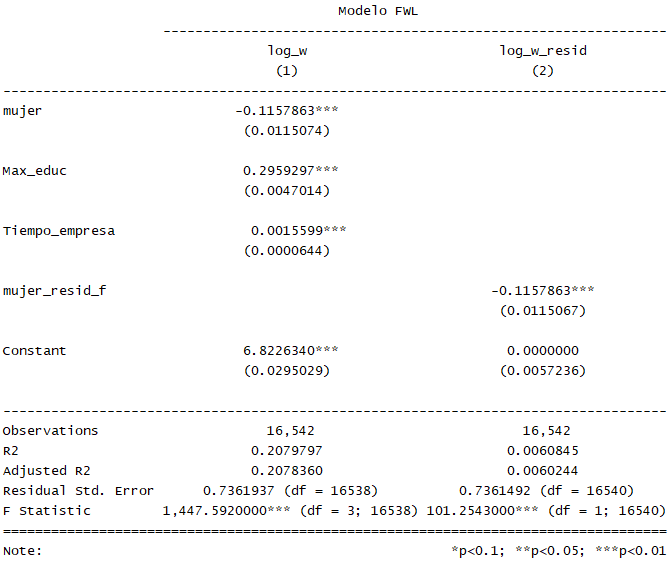 Modelo FWL
log_w log_w_resid
(1) (2)
mujer -0.1157863***
(0.0115074)
Max_educ 0.2959297***
(0.0047014)
Tiempo_empresa 0.0015599***
(0.0000644)
mujer_resid_f -0.1157863***
(0.0115067)
Constant 6.8226340*** 0.0000000
(0.0295029) (0.0057236)
Observations 16,542 16,542
R2 0.2079797 0.0060845
Adjusted R2 0.2078360 0.0060244
Residual Std. Error 0.7361937 (df = 16538) 0.7361492 (df = 16540)
F Statistic 1,447.5920000*** (df = 3; 16538) 101.2543000*** (df = 1; 16540)
Note: *p<0.1; **p<0.05; ***p<0.01